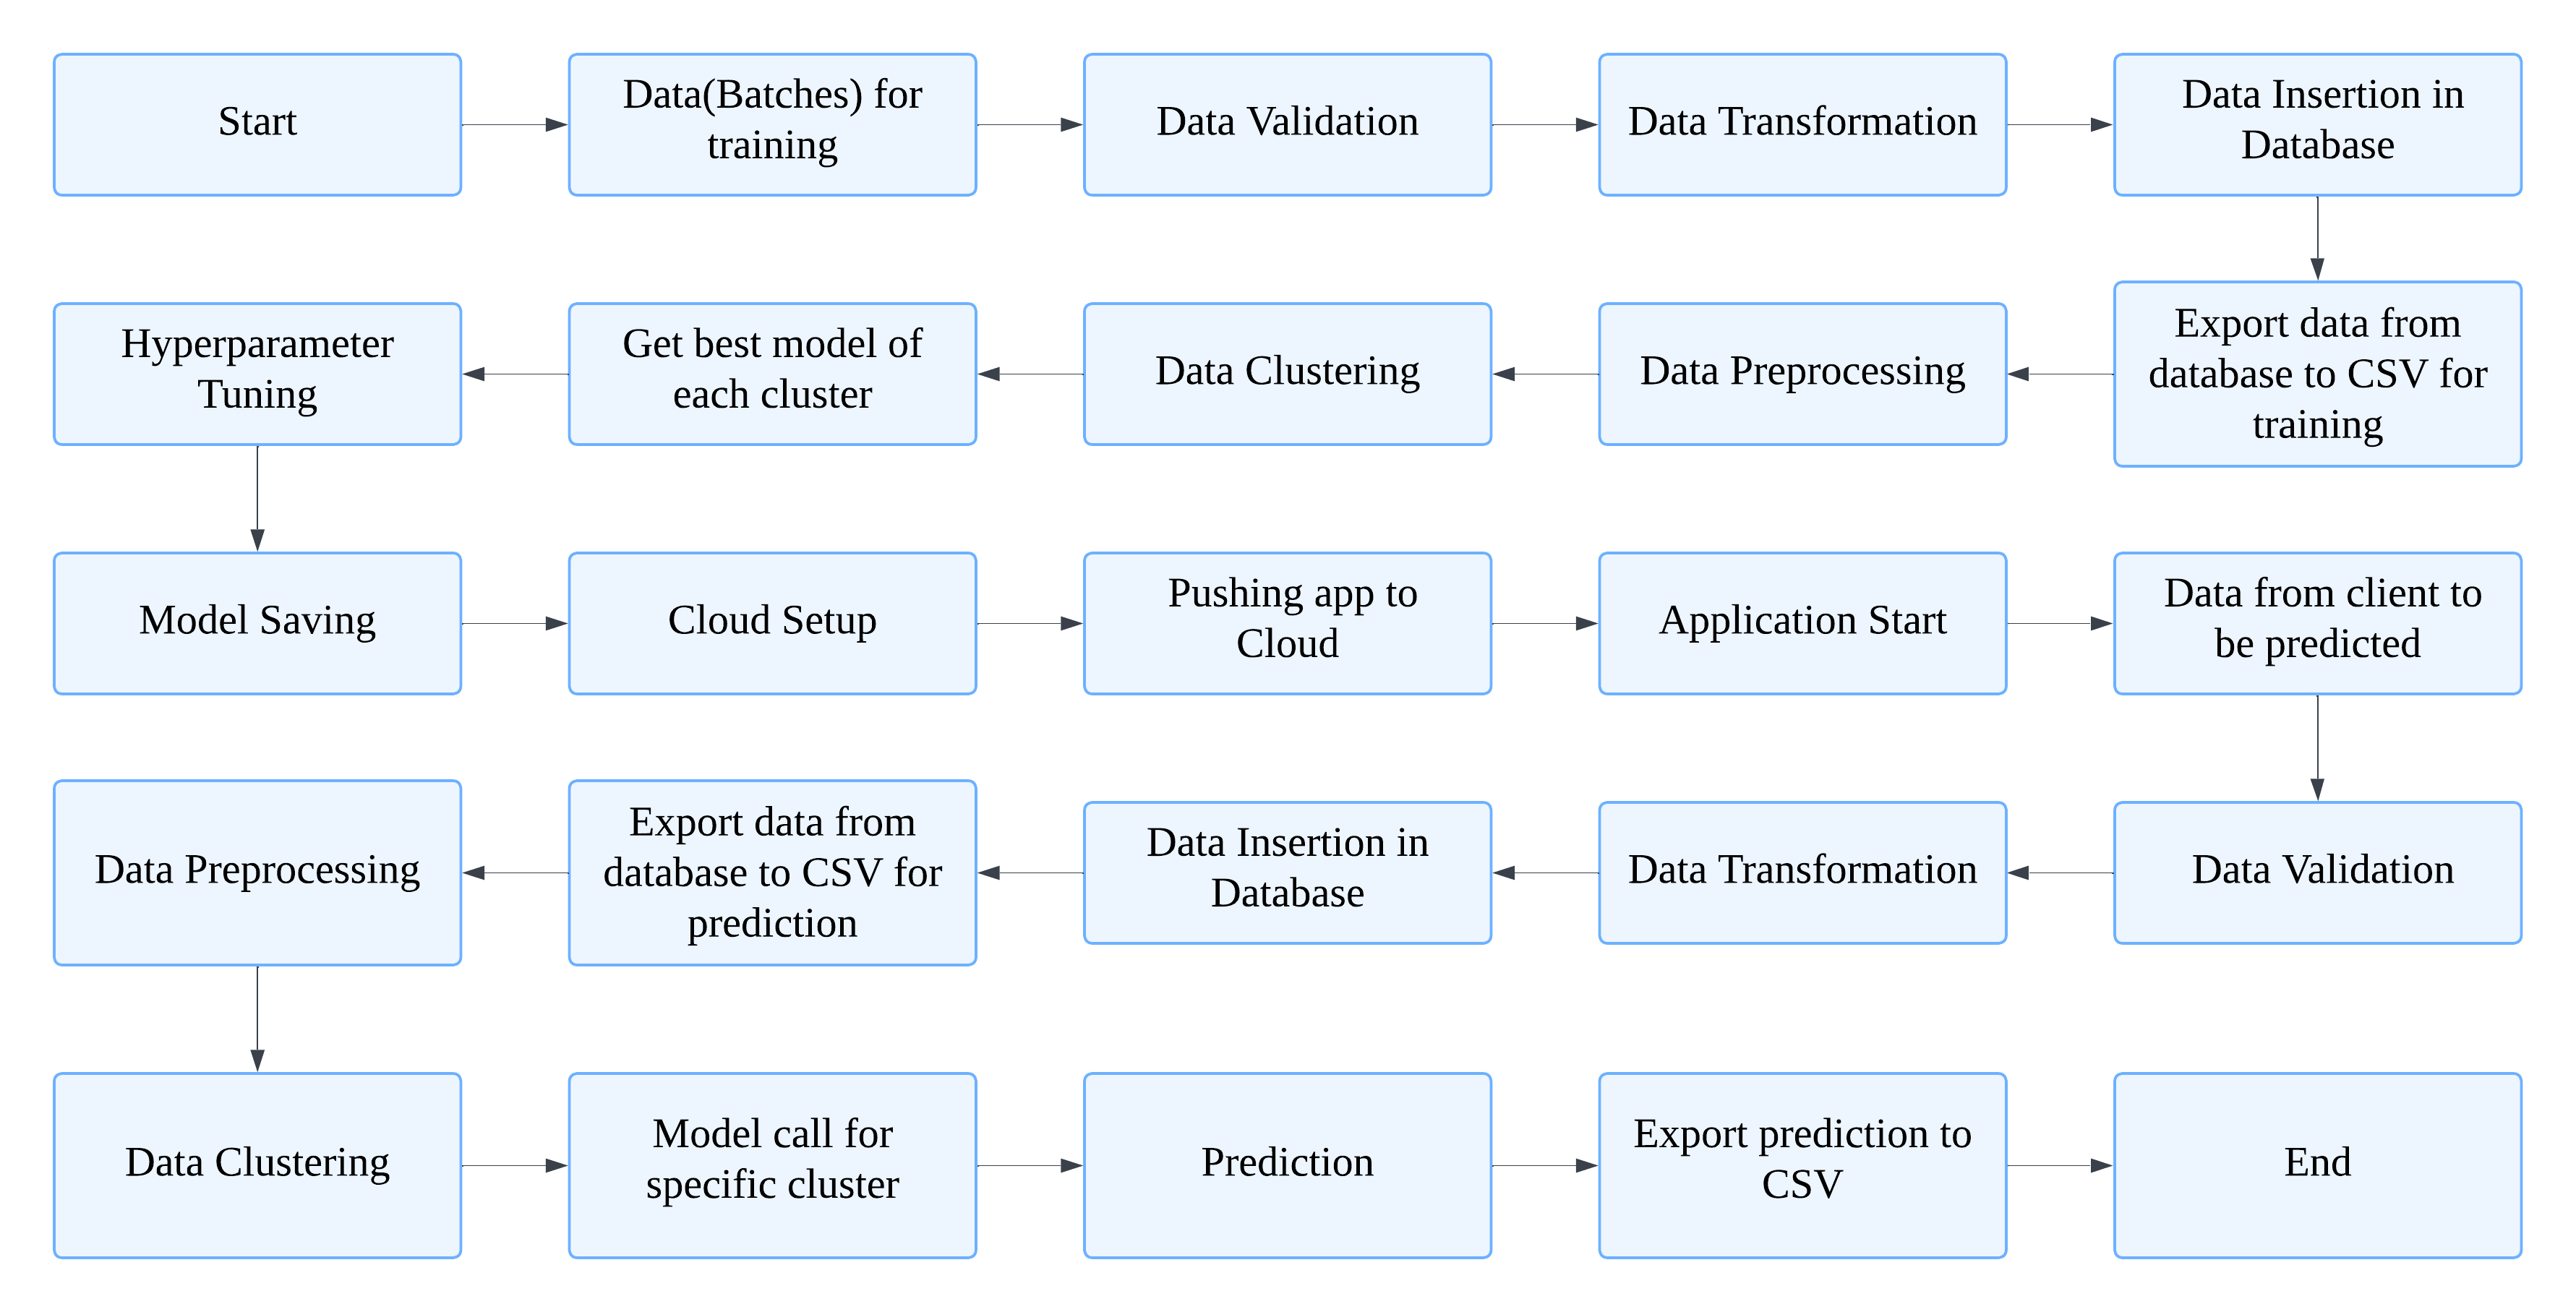 Start
Data(Batches) for
training
Data Validation
Data Transformation
Data Insertion in
Database
Hyperparameter
Tuning
Get best model of
each cluster
Data Clustering
Data Preprocessing
Export data from
database to CSV for
training
Model Saving
Cloud Setup
Pushing app to
Cloud
Application Start
Data from client to
be predicted
Data Preprocessing
Export data from
database to CSV for
prediction
Data Insertion in
Database
Data Transformation
Data Validation
Data Clustering
Model call for
specific cluster
Prediction
Export prediction to
CSV
End